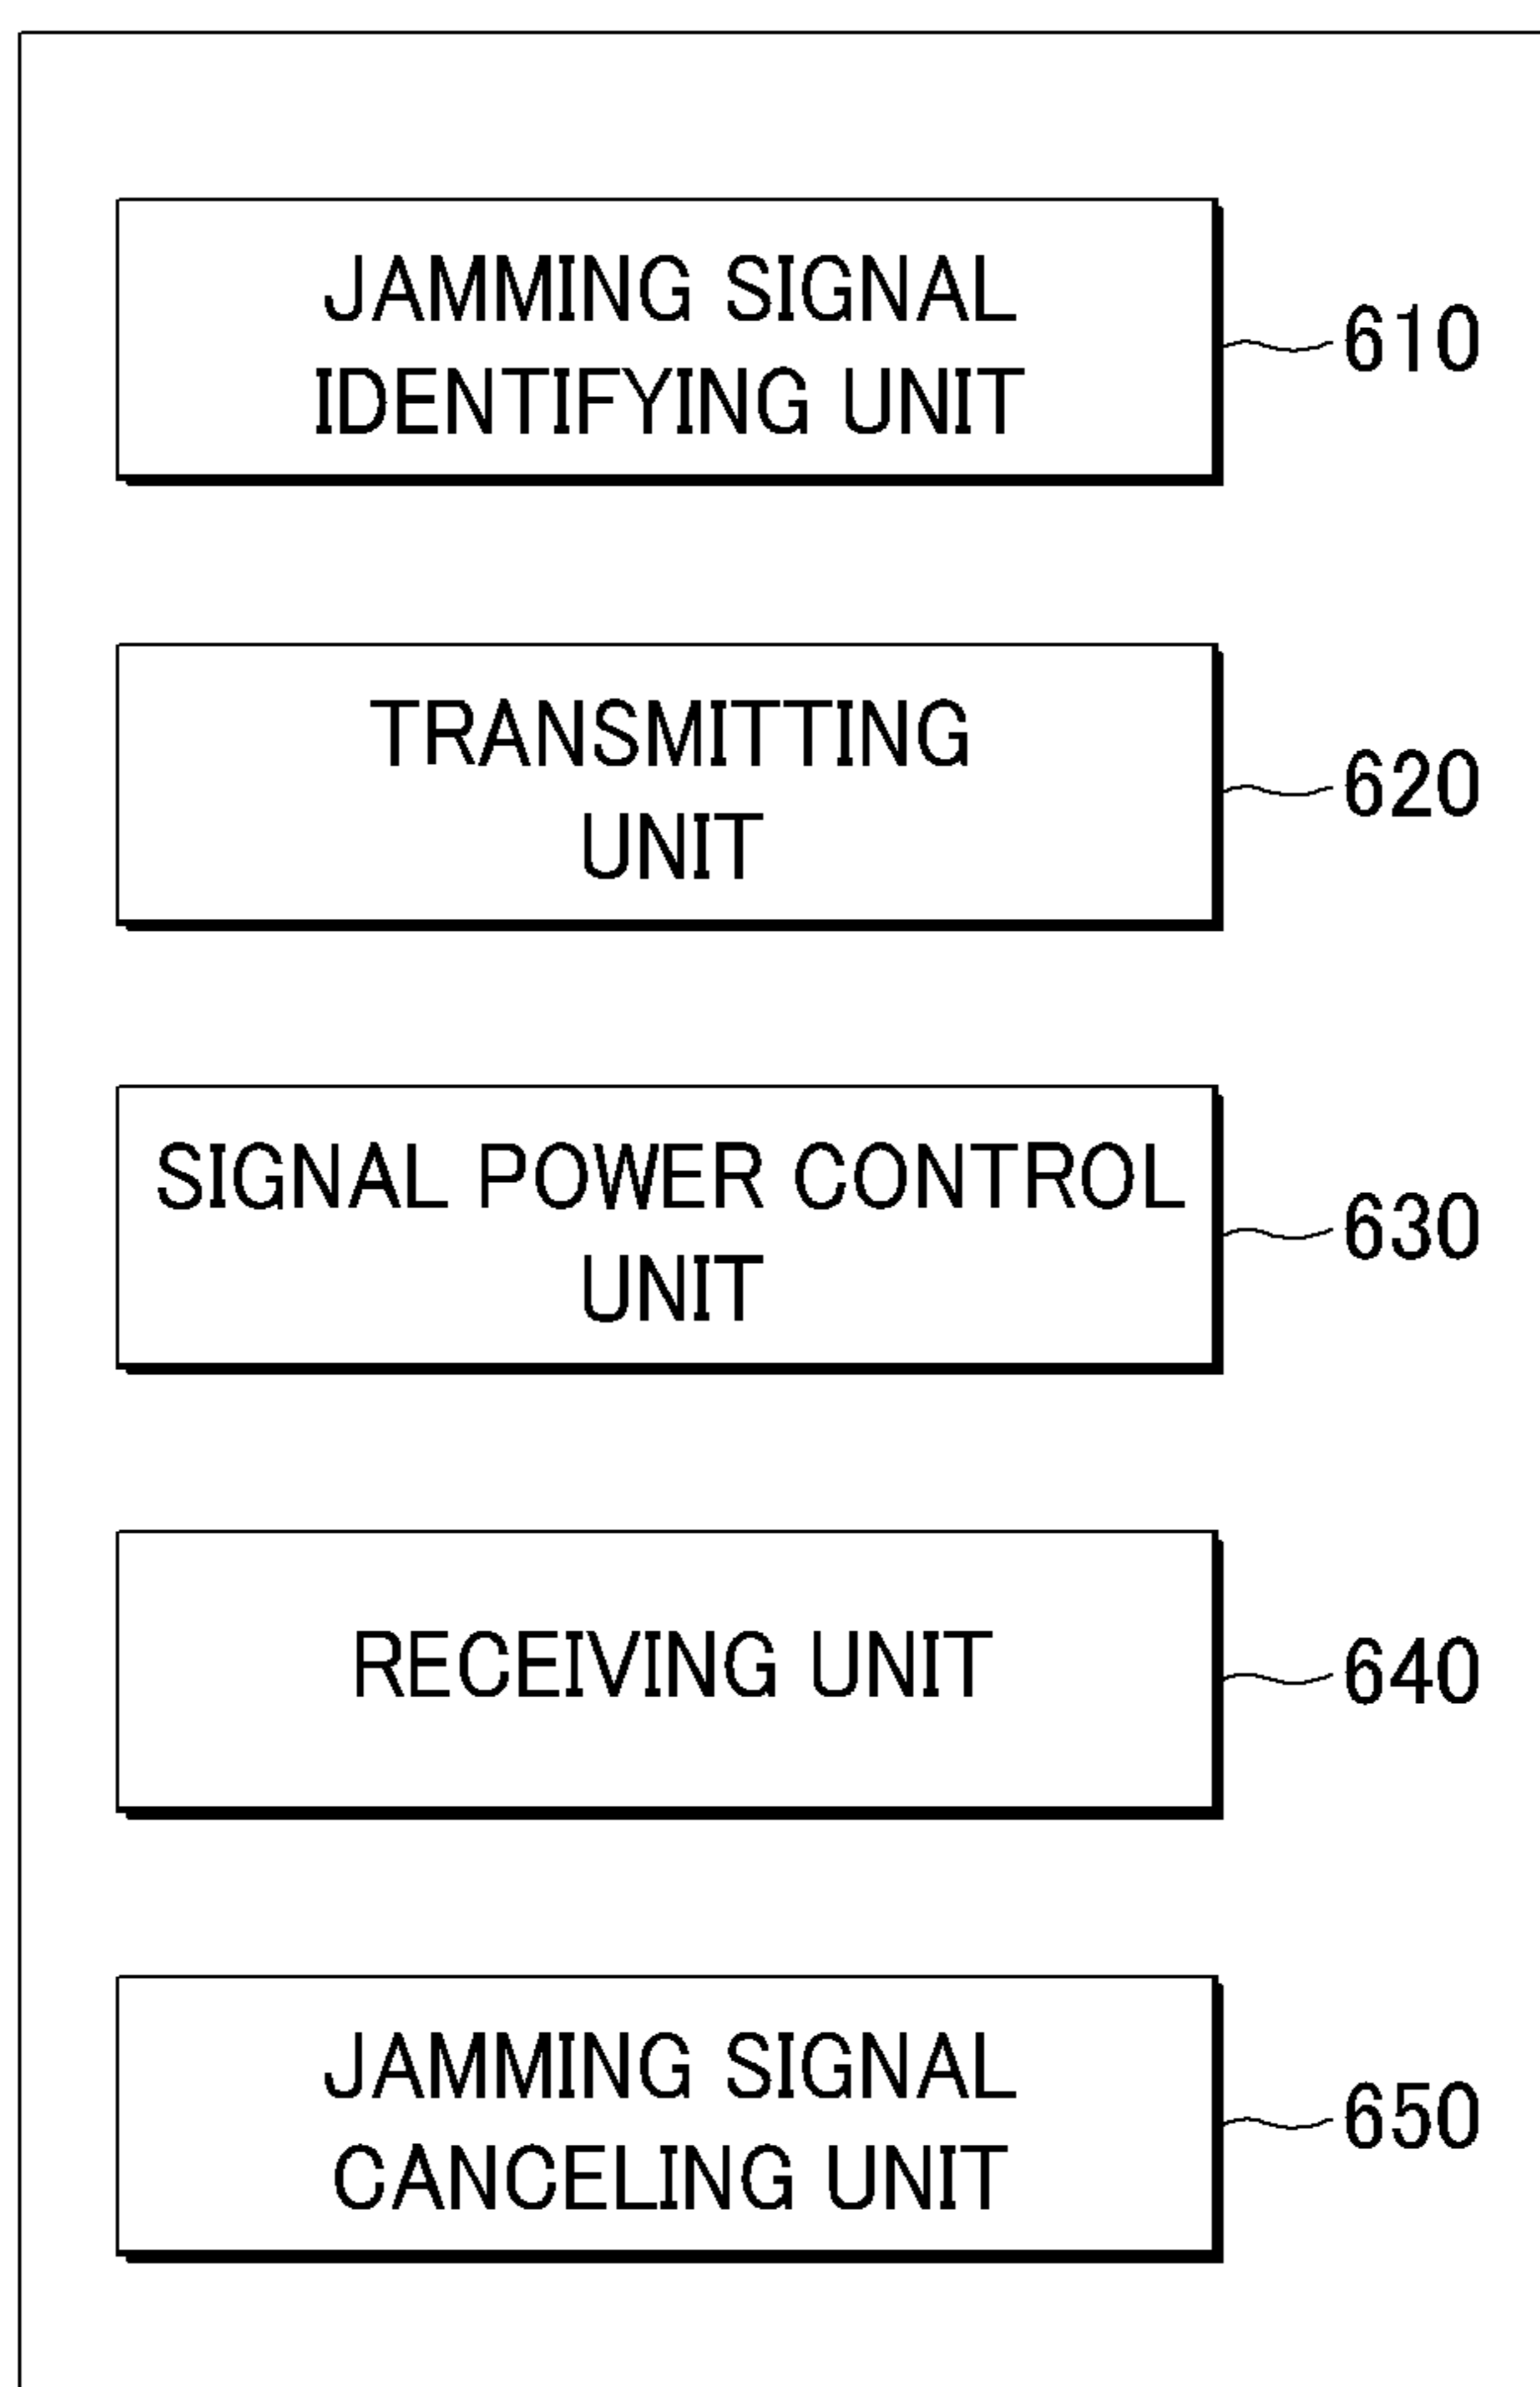 JAMMING SIGNAL
IDENTIFYING UNIT
610
TRANSMITTING
UNIT
620
SIGNAL POWER CONTROL
UNIT
630
RECEIVING UNIT
640
JAMMING SIGNAL
CANCELING UNIT
650